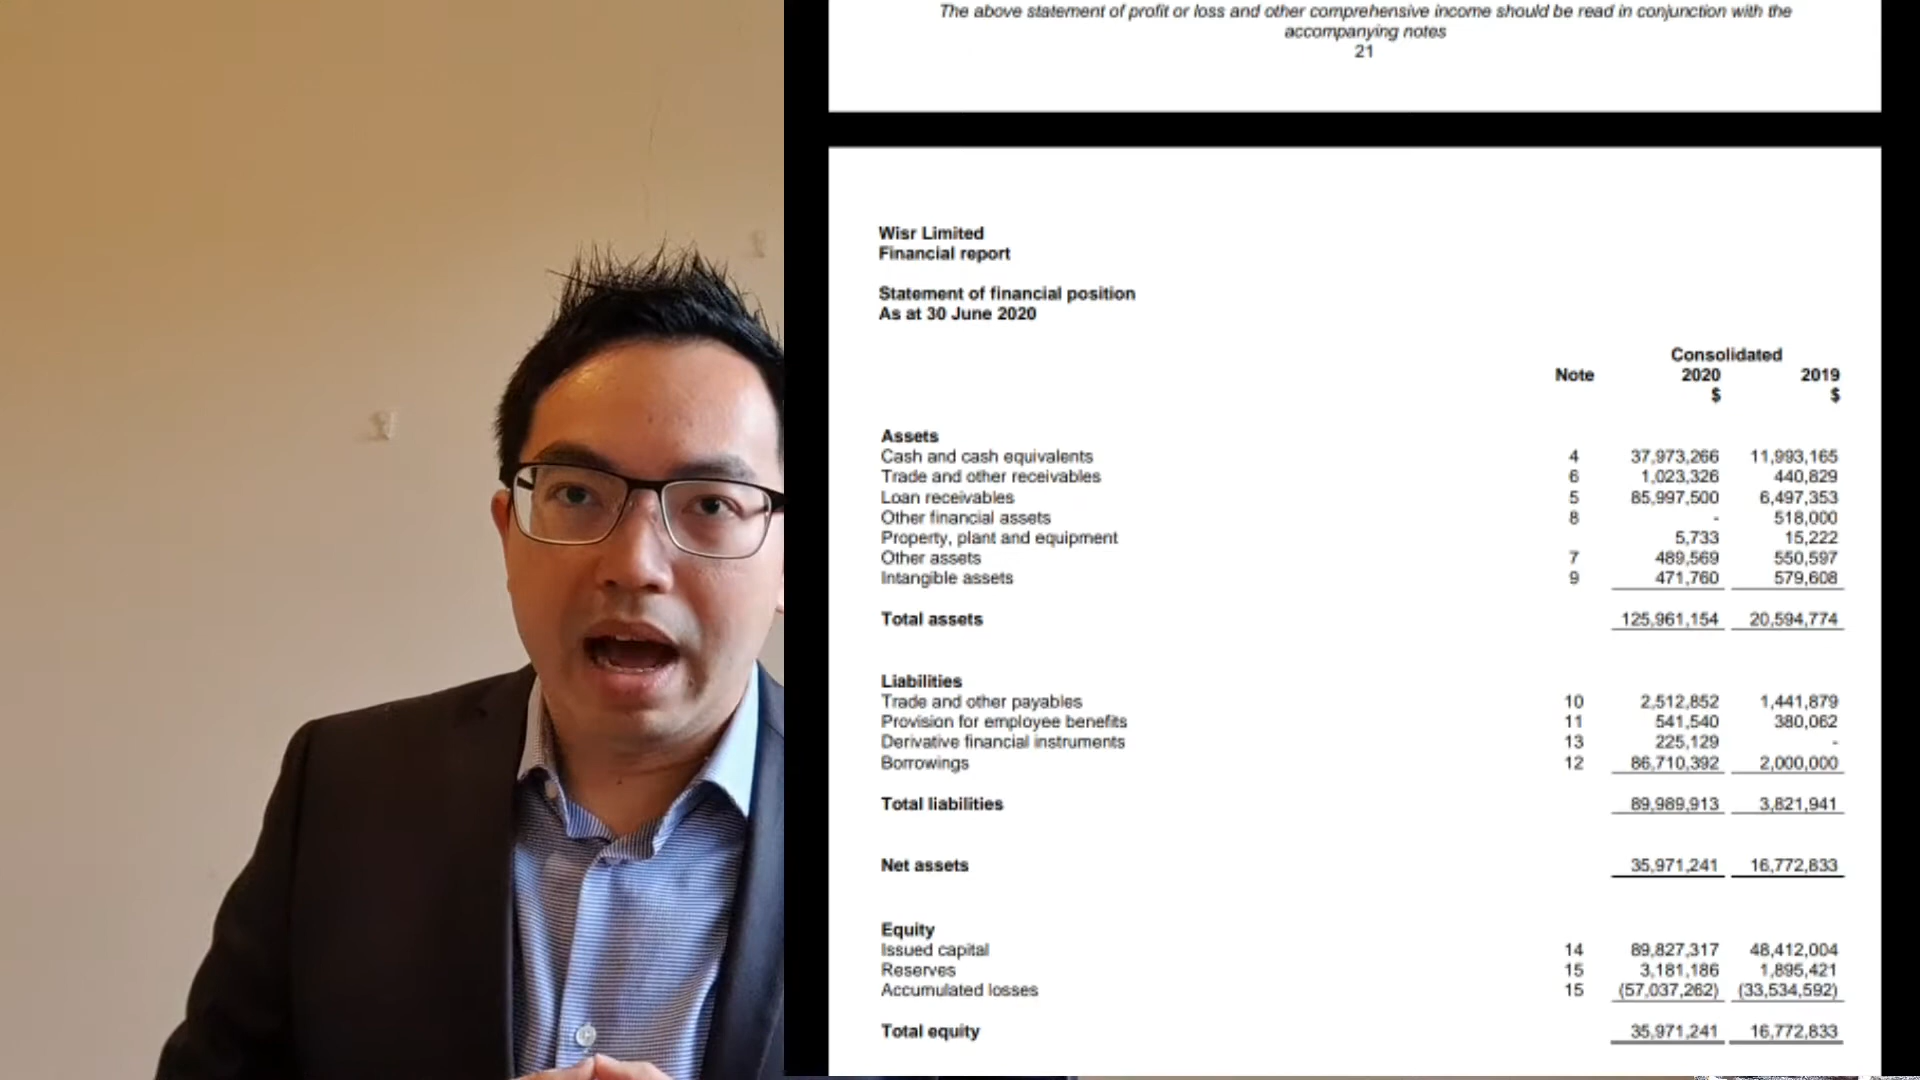 The above statement of profit or loss and other comprehensive income should be read in conjunction with the
accompanying notes
21
Wisr Limited
Financial report
Statement of financial position
As at 30 June 2020
Consolidated
Note 2020 2019
$ $
Assets
Cash and cash equivalents 4 37,973,266 11,993,165
Trade and other receivables 6 1,023,326 440,829
Loan receivables 5 85,997,500 6,497,353
Other financial assets 8 - 518,000
Property, plant and equipment 5,733 15,222
Other assets 7 489,569 550,597
Intangible assets 9 471,760 579,608
Total assets 125,961,154 20,594,774
Liabilities
Trade and other payables 10 2,512,852 1,441,879
Provision for employee benefits 11 541,540 380,062
Derivative financial instruments 13 225,129 -
Borrowings 12 86,710,392 2,000,000
Total liabilities 89,989,913 3,821,941
Net assets 35,971,241 16,772,833
Equity
Issued capital 14 89,827,317 48,412,004
Reserves 15 3,181,186 1,895,421
Accumulated losses 15 (57,037,262) (33,534,592)
Total equity 35,971,241 16,772,833